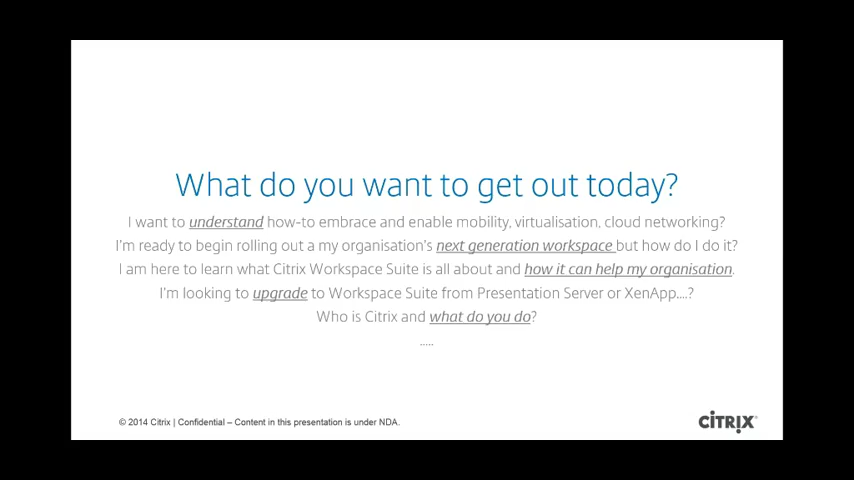 What do you want to get out today?
I want to understand how-to embrace and enable mobility, virtualisation, cloud networking?
I'm ready to begin rolling out a my organisation's next generation workspace but how do I do it?
I am here to learn what Citrix Workspace Suite is all about and how it can help my organisation.
I'm looking to upgrade to Workspace Suite from Presentation Server or XenApp....?
Who is Citrix and what do you do?
.....
© 2014 Citrix | Confidential – Content in this presentation is under NDA.
CITRIX